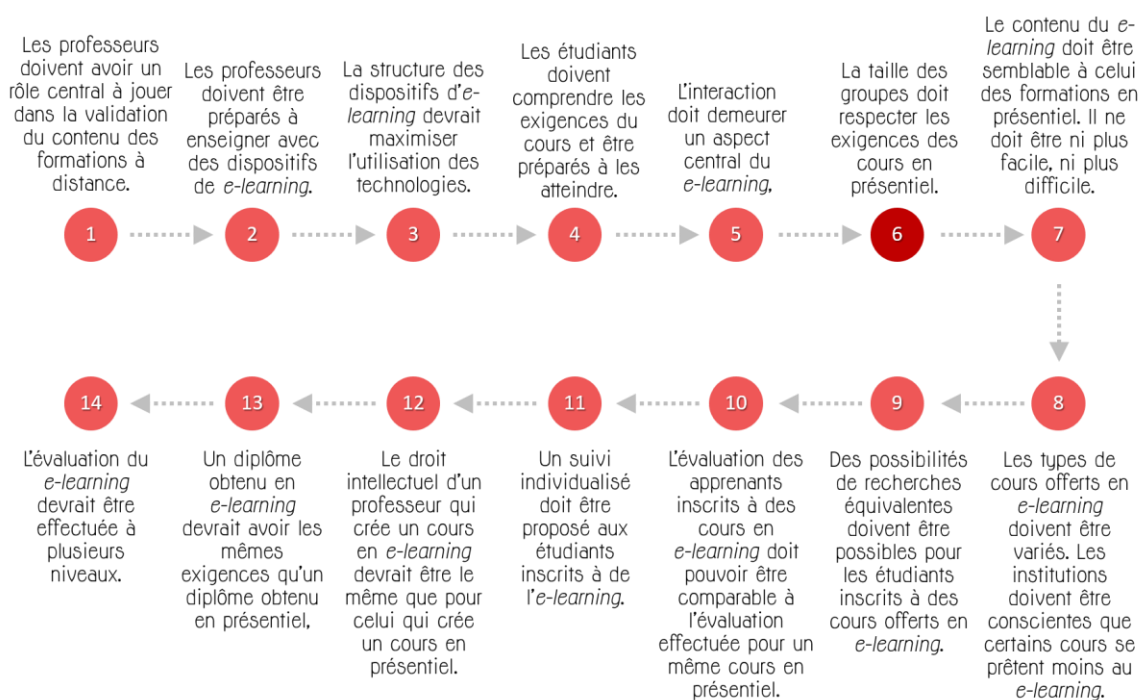 Les professeurs
doivent avoir un
rôle central à jouer
dans la validation
du contenu des
formations à
distance.
Les professeurs
doivent être
préparés à
enseigner avec
des dispositifs
de e-learning.
La structure des
dispositifs d'e-
learning devrait
maximiser
l'utilisation des
technologies.
Les étudiants
doivent
comprendre les
exigences du
cours et être
préparés à les
atteindre.
L'interaction
doit demeurer
un aspect
central du
e-learning,
La taille des
groupes doit
respecter les
exigences des
cours en
présentiel.
Le contenu du e-
learning doit être
semblable à celui
des formations en
présentiel. Il ne
doit être ni plus
facile, ni plus
difficile.
1
2
3
4
5
6
7
14
13
12
11
10
9
8
L'évaluation du
e-learning
devrait être
effectuée à
plusieurs
niveaux.
Un diplôme
obtenu en
e-learning
devrait avoir les
mêmes
exigences qu'un
diplôme obtenu
en présentiel,
Le droit
intellectuel d'un
professeur qui
crée un cours
en e-learning
devrait être le
même que pour
celui qui crée
un cours en
présentiel.
Un suivi
individualisé
doit être
proposé aux
étudiants
inscrits à de
l'e-learning.
L'évaluation des
apprenants
inscrits à des
cours en
e-learning doit
pouvoir être
comparable à
l'évaluation
effectuée pour un
même cours en
présentiel.
Des possibilités
de recherches
équivalentes
doivent être
possibles pour
les étudiants
inscrits à des
cours offerts en
e-learning.
Les types de
cours offerts en
e-learning
doivent être
variés. Les
institutions
doivent être
conscientes que
certains cours se
prêtent moins au
e-learning.